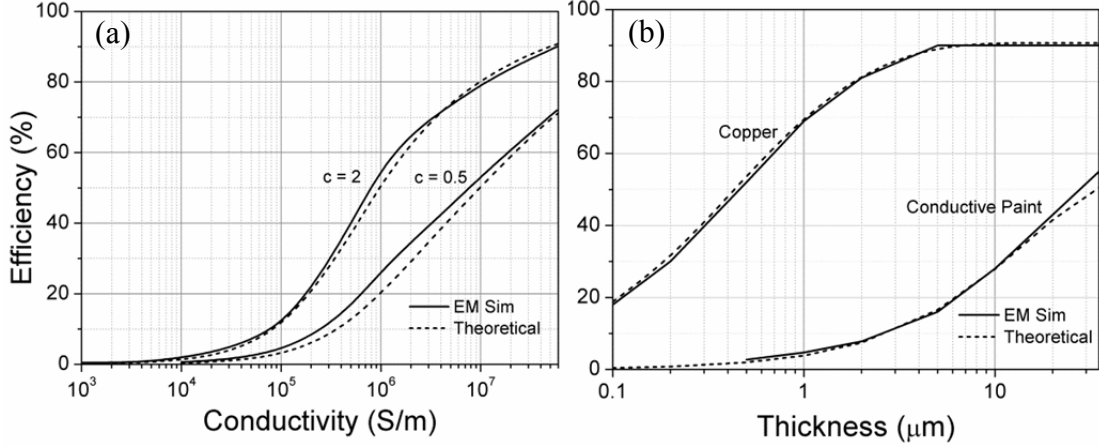 (a)
Efficiency (%)
100
80
60
40
20
0
c = 2
c = 0.5
EM Sim
Theoretical
10^3
10^4
10^5
10^6
10^7
Conductivity (S/m)
(b)
100
80
60
40
20
0
Copper
Conductive Paint
EM Sim
Theoretical
0.1
1
10
Thickness (μm)